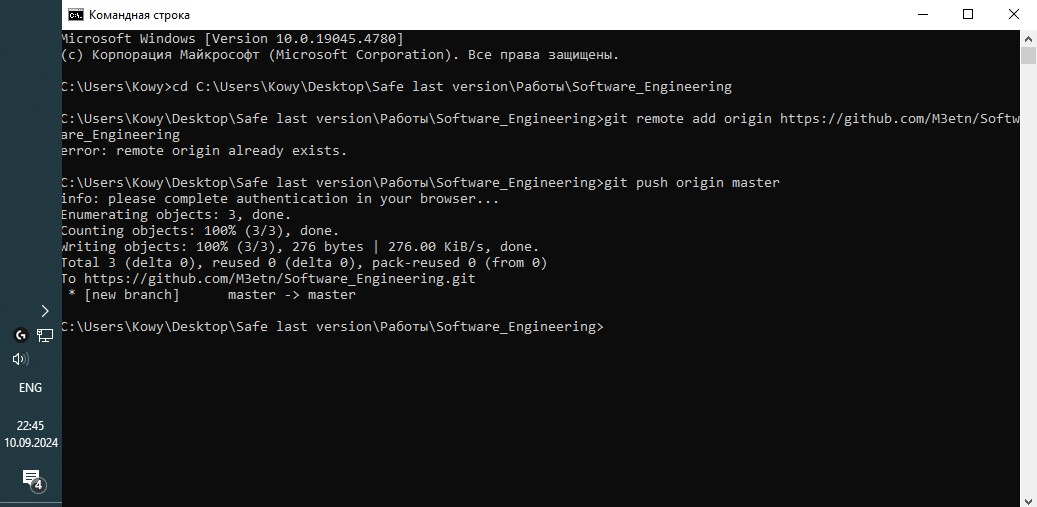 Командная строка
Microsoft Windows [Version 10.0.19045.4780]
(c) Корпорация Майкрософт (Microsoft Corporation). Все права защищены.
C:\Users\Kowy>cd C:\Users\Kowy\Desktop\Safe last version\Работы\Software_Engineering
C:\Users\Kowy\Desktop\Safe last version\Работы\Software_Engineering>git remote add origin https://github.com/M3etn/Softw
are_Engineering
error: remote origin already exists.
C:\Users\Kowy\Desktop\Safe last version\Работы\Software_Engineering>git push origin master
info: please complete authentication in your browser...
Enumerating objects: 3, done.
Counting objects: 100% (3/3), done.
Writing objects: 100% (3/3), 276 bytes | 276.00 KiB/s, done.
Total 3 (delta 0), reused 0 (delta 0), pack-reused 0 (from 0)
To https://github.com/M3etn/Software_Engineering.git
 * [new branch]      master -> master
C:\Users\Kowy\Desktop\Safe last version\Работы\Software_Engineering>
ENG
22:45
10.09.2024
4